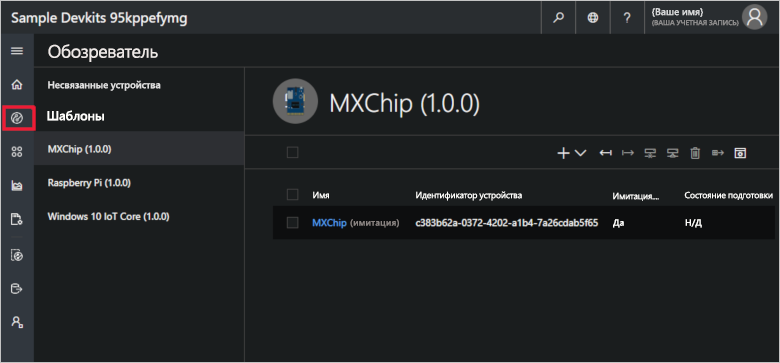 Sample Devkits 95kppefymg
?
(Ваше имя)
(ВАША УЧЕТНАЯ ЗАПИСЬ)
Обозреватель
Несвязанные устройства
Шаблоны
MXChip (1.0.0)
Raspberry Pi (1.0.0)
Windows 10 IoT Core (1.0.0)
MXChip (1.0.0)
Имя Идентификатор устройства Имитация... Состояние подготовки
MXChip (имитация) c383b62a-0372-4202-a1b4-7a26cdab5f65 Да Н/Д